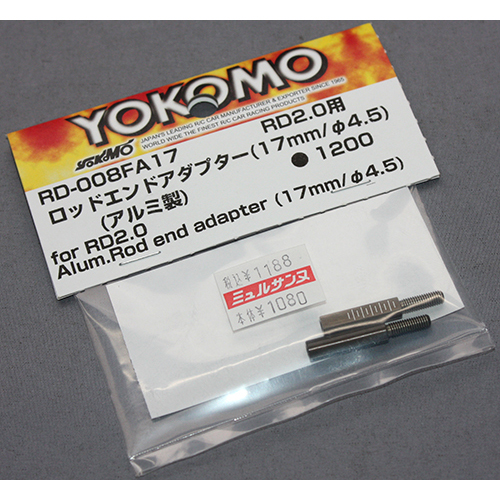 YOKOMO
JAPAN'S LEADING R/C CAR MANUFACTURER & EXPORTER SINCE 1965
WORLD WIDE THE FINEST R/C CAR RACING PRODUCTS.
YOKOMO
RD2.0用
RD-008FA17
●1200
ロッドエンドアダプター(17mm/φ4.5)
(アルミ製)
for RD2.0
Alum.Rod end adapter (17mm/φ4.5)
税込¥1188
ミュルサンヌ
本体¥1080